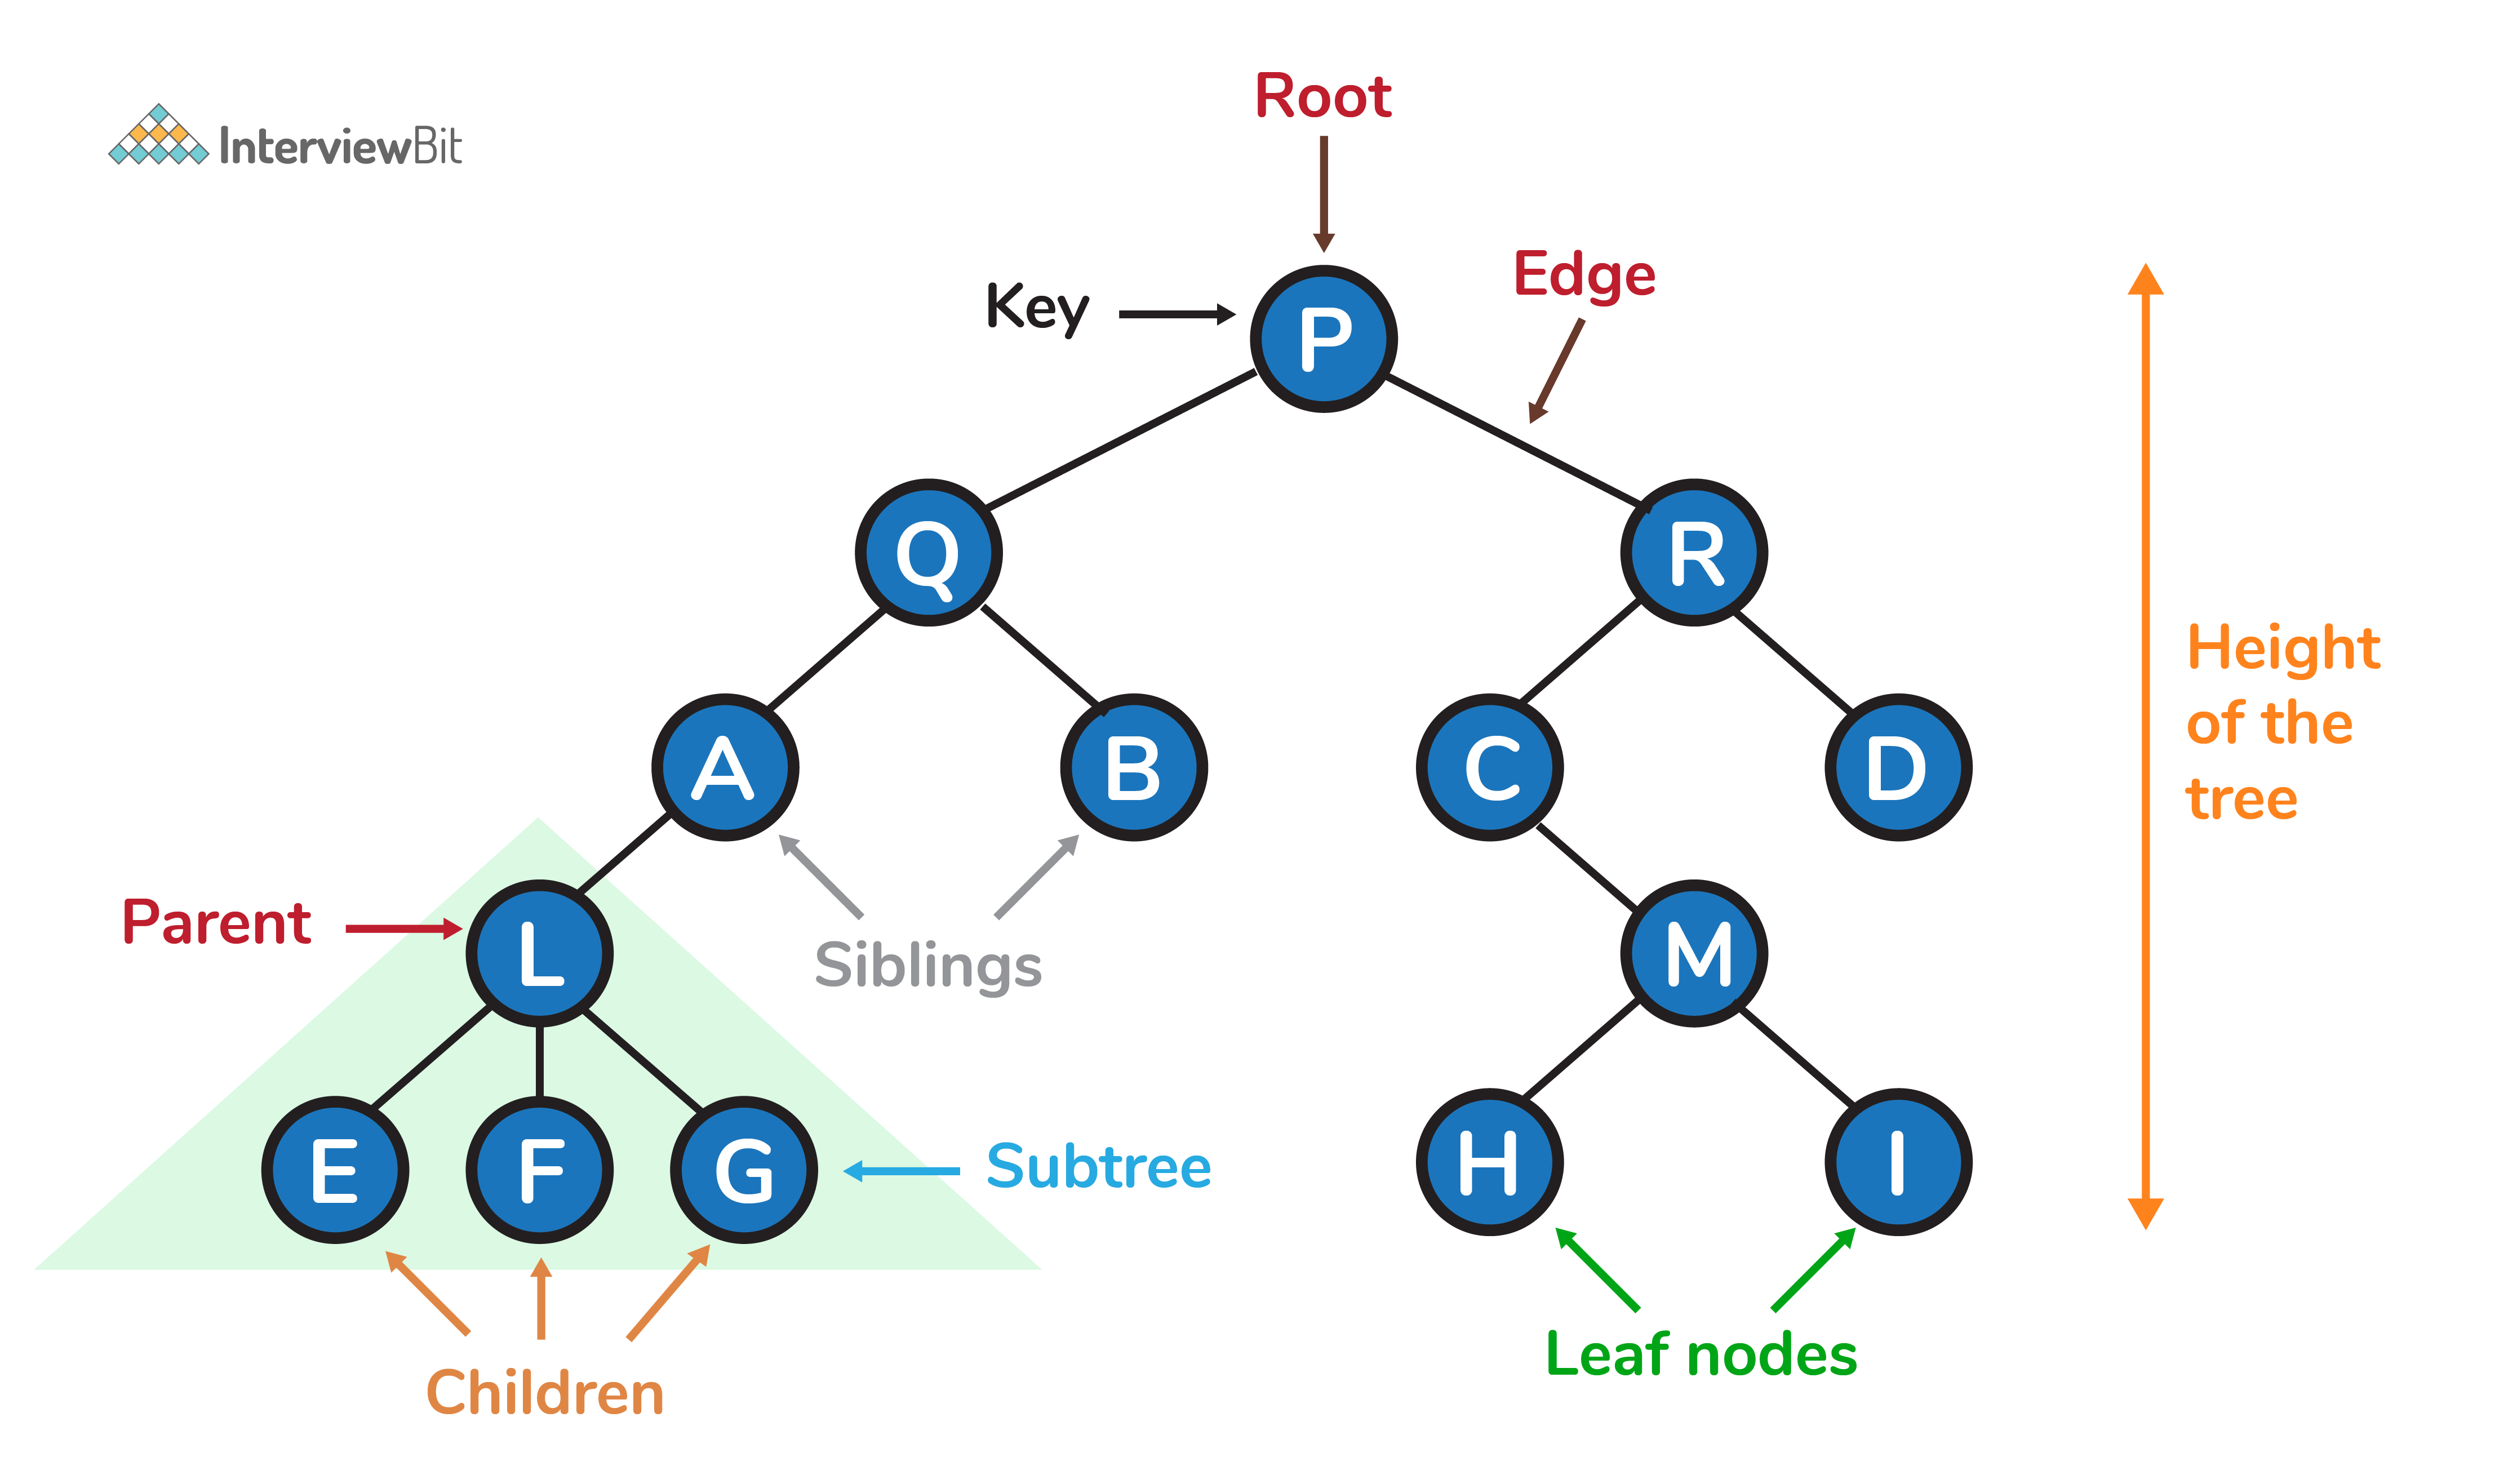 InterviewBit
Root
Key
Edge
P
Q
R
A
B
C
D
Height
of the
tree
Parent
L
Siblings
M
E
F
G
Subtree
H
I
Children
Leaf nodes